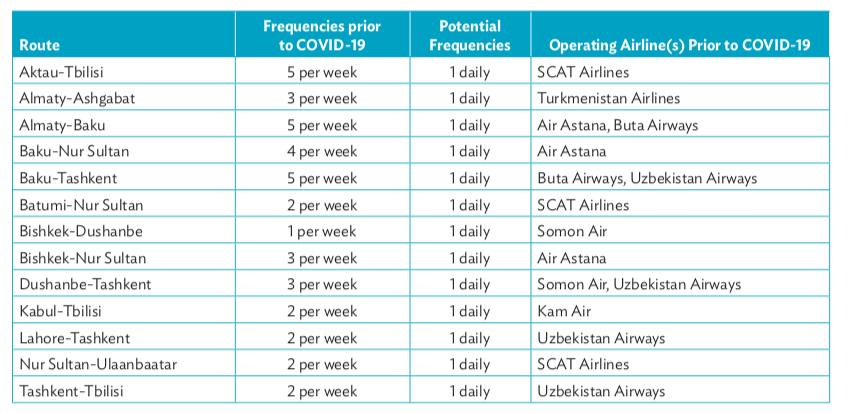 Route Frequencies prior to COVID-19 Potential Frequencies Operating Airline(s) Prior to COVID-19
Aktau-Tbilisi 5 per week 1 daily SCAT Airlines
Almaty-Ashgabat 3 per week 1 daily Turkmenistan Airlines
Almaty-Baku 5 per week 1 daily Air Astana, Buta Airways
Baku-Nur Sultan 4 per week 1 daily Air Astana
Baku-Tashkent 5 per week 1 daily Buta Airways, Uzbekistan Airways
Batumi-Nur Sultan 2 per week 1 daily SCAT Airlines
Bishkek-Dushanbe 1 per week 1 daily Somon Air
Bishkek-Nur Sultan 3 per week 1 daily Air Astana
Dushanbe-Tashkent 3 per week 1 daily Somon Air, Uzbekistan Airways
Kabul-Tbilisi 2 per week 1 daily Kam Air
Lahore-Tashkent 2 per week 1 daily Uzbekistan Airways
Nur Sultan-Ulaanbaatar 2 per week 1 daily SCAT Airlines
Tashkent-Tbilisi 2 per week 1 daily Uzbekistan Airways